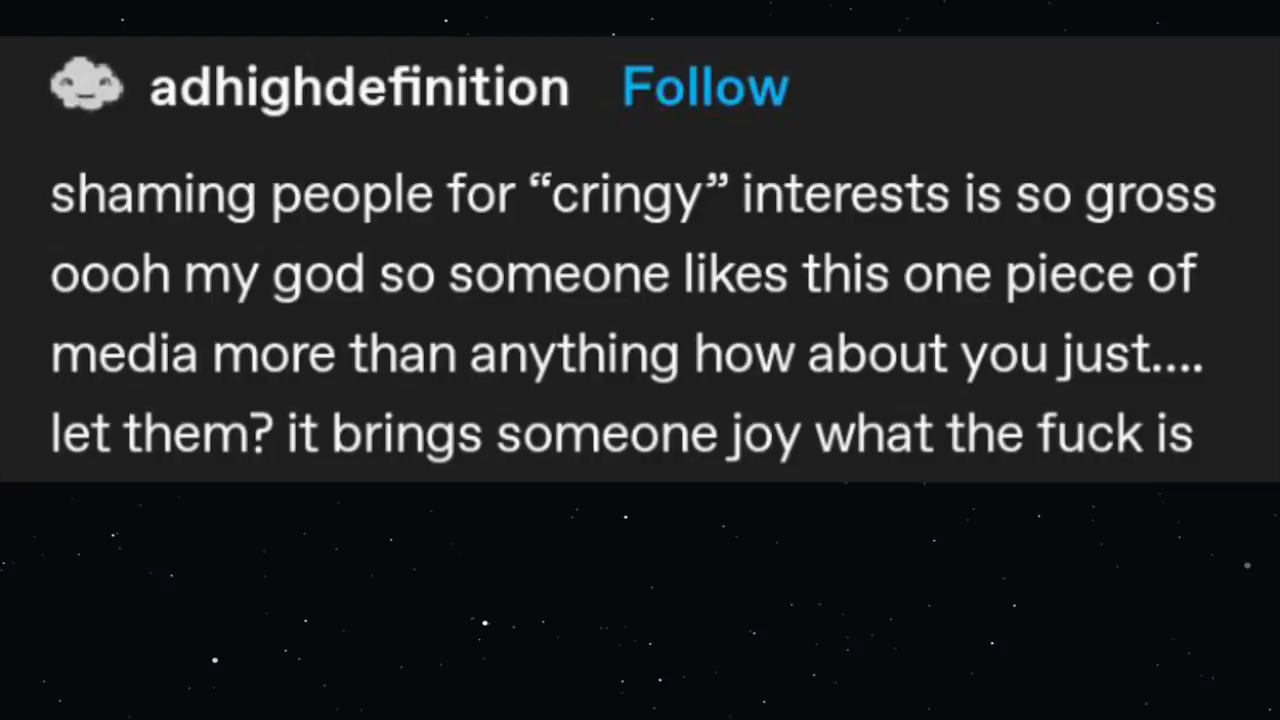 adhighdefinition Follow
shaming people for “cringy” interests is so gross
oooh my god so someone likes this one piece of
media more than anything how about you just....
let them? it brings someone joy what the fuck is